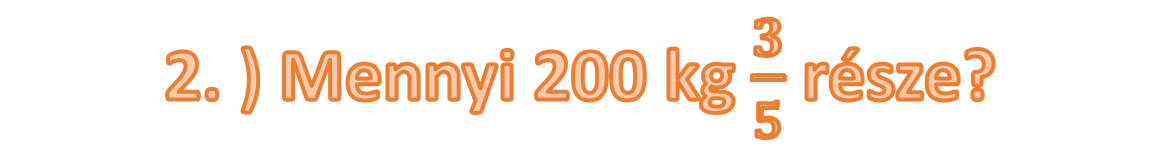 2. ) Mennyi 200 kg 3/5 része?